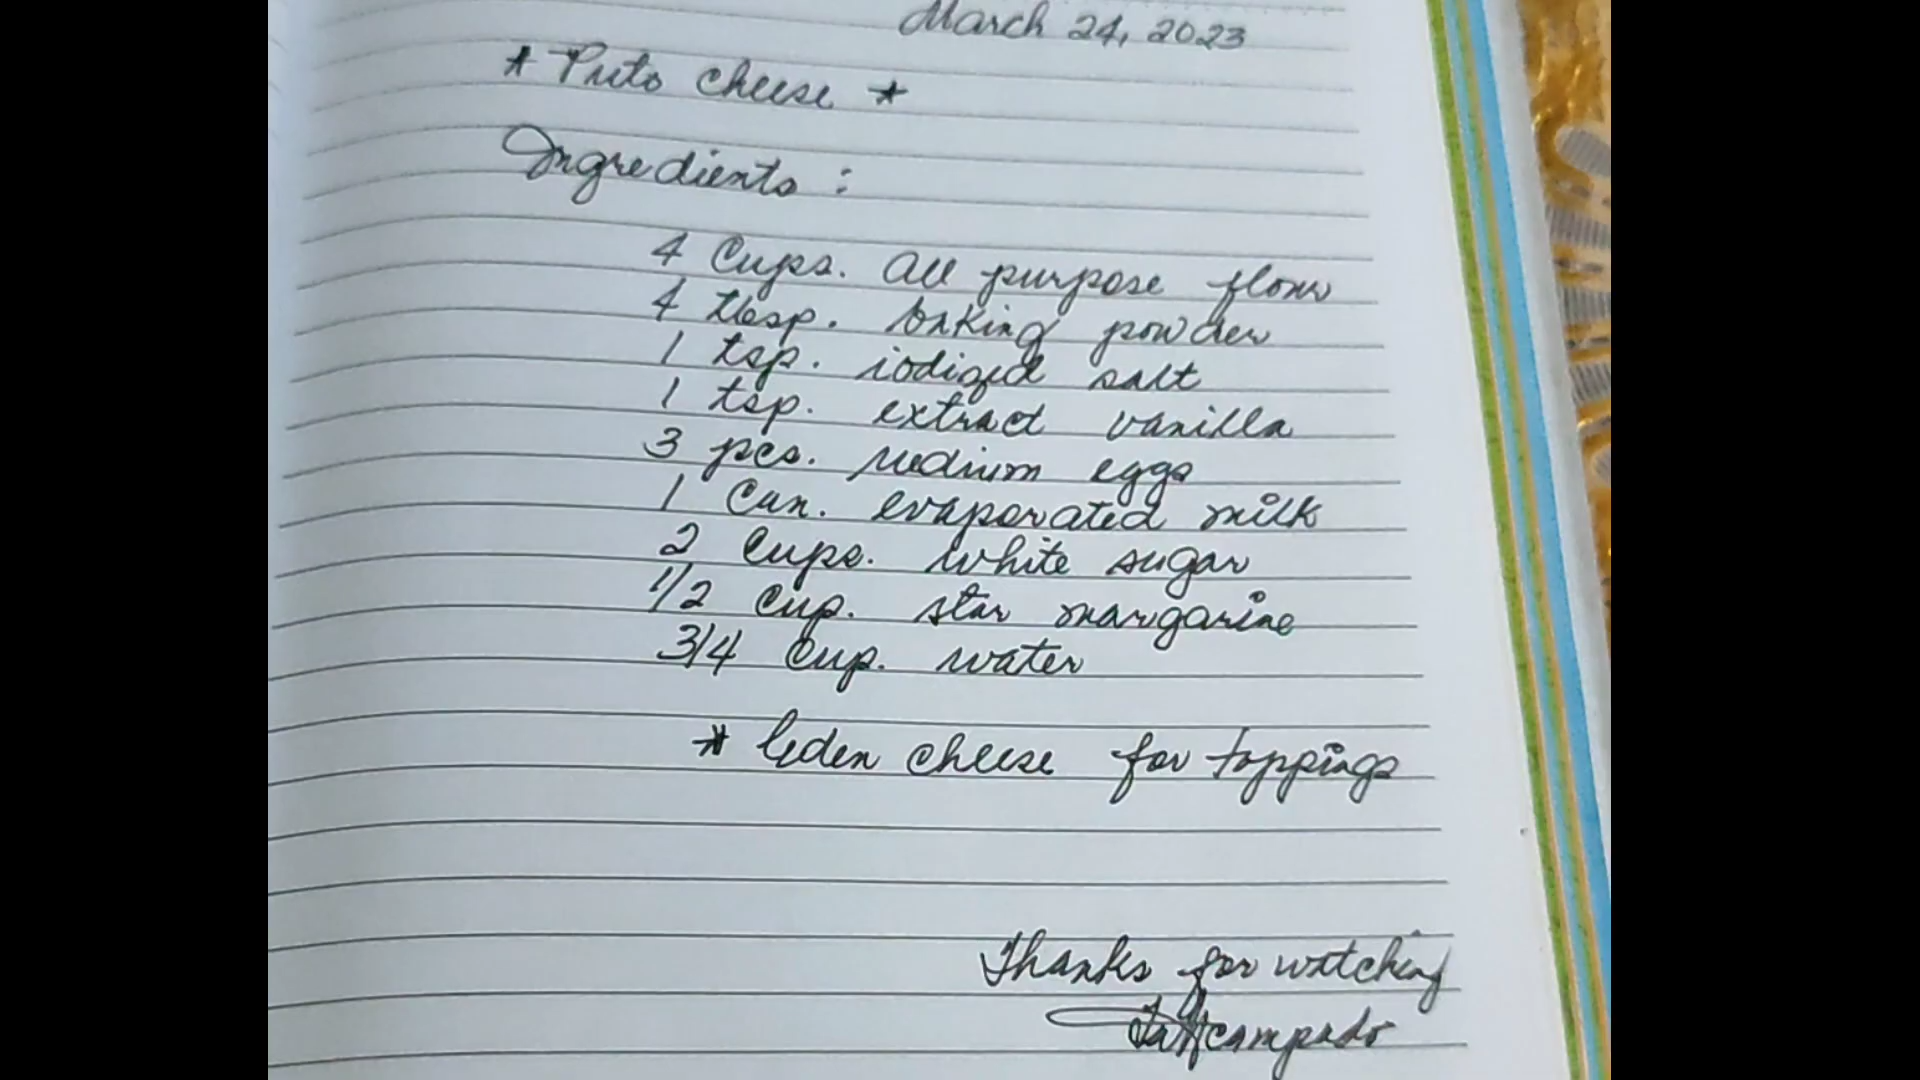 March 24, 2023
* Puto cheese *
Ingredients :
4 Cups. all purpose flour
4 tbsp. baking powder
1 tsp. iodized salt
1 tsp. extract vanilla
3 pcs. medium eggs
1 Can. evaporated milk
2 Cups. white sugar
1/2 Cup. star margarine
3/4 Cup. water
* Eden cheese for toppings
Thanks for watching